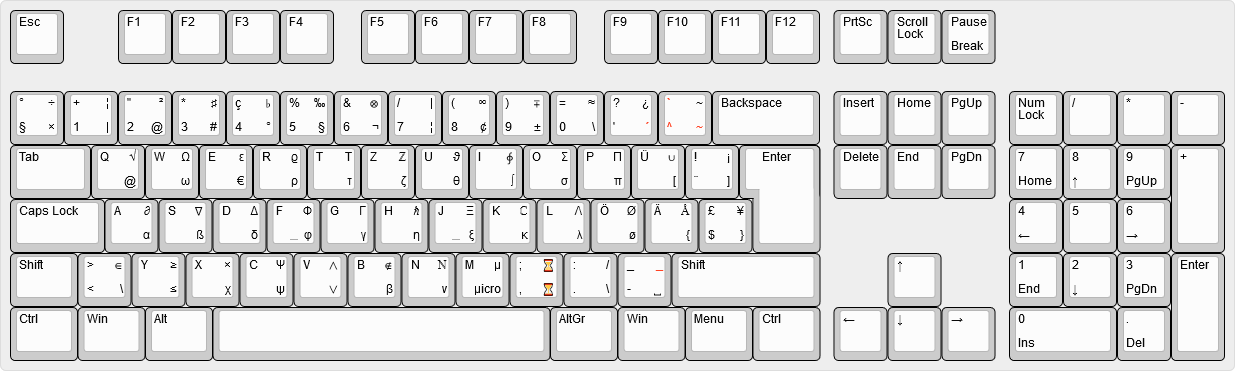 Esc F1 F2 F3 F4 F5 F6 F7 F8 F9 F10 F11 F12 PrtSc Scroll Pause
Lock Break
° ÷ + ¦ " ² * ♯ ç ♭ % ‰ & ⊗ / | ( ∞ ) ∓ = ≈ ? ¿ ` ~ Backspace Insert Home PgUp Num / * -
§ × 1 | 2 @ 3 # 4 ° 5 § 6 ¬ 7 ¦ 8 ¢ 9 ± 0 \ ' ´ ^ ~ Lock
Tab Q √ W Ω E ε R ϱ T Τ Z Ζ U ϑ I ∮ O Σ P Π Ü ∪ ! ¡ Enter Delete End PgDn 7 8 9 +
@ ω € ρ τ ζ θ ∫ σ π [ ¨ ] Home ↑ PgUp
Caps Lock A ∂ S ∇ D Δ F Φ G Γ H ℏ J Ξ K ℂ L Λ Ö Ø Ä Å £ ¥ 4 5 6
α ß δ _ φ γ η _ ξ κ λ ø { $ } ← →
Shift > ∈ Y ≥ X × C Ψ V ∧ B ∉ N ℕ M μ ; ⌛ : / _ _ Shift ↑ 1 2 3 Enter
< \ ≤ χ ψ ∨ β ν μicro , ⌛ . \ - ⎵ End ↓ PgDn
Ctrl Win Alt AltGr Win Menu Ctrl ← ↓ → 0 .
Ins Del